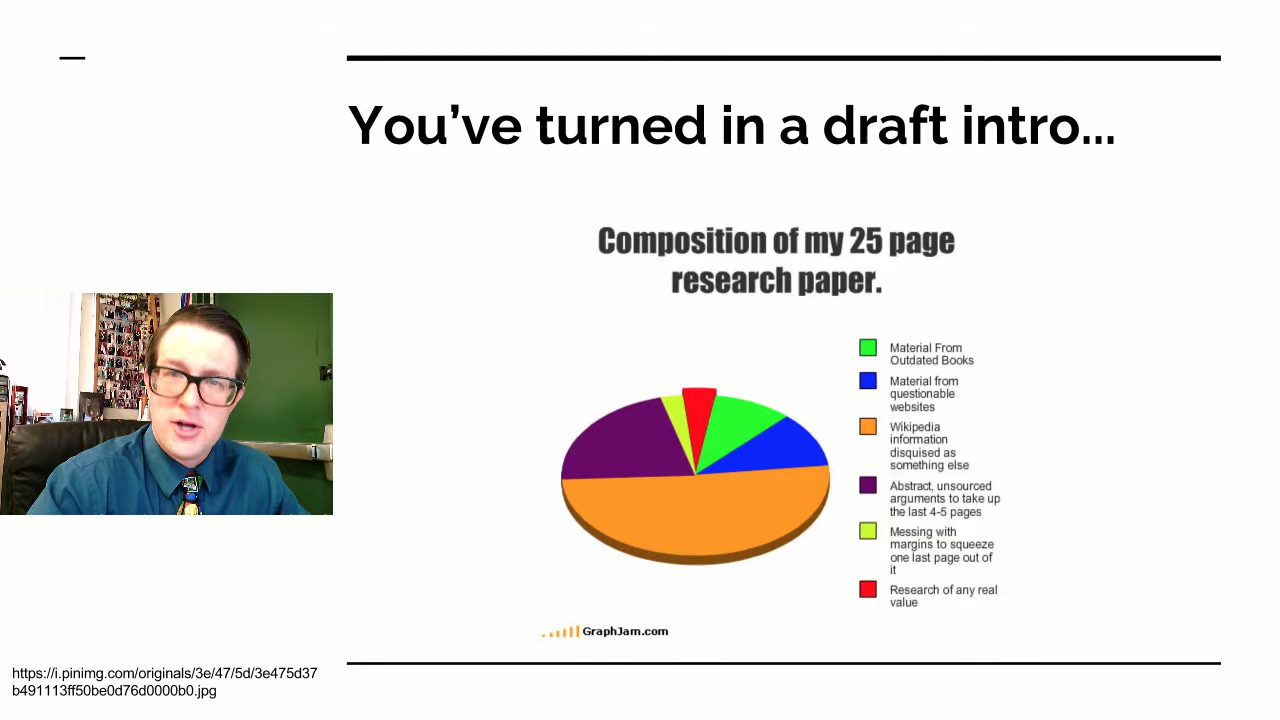 You’ve turned in a draft intro...
Composition of my 25 page
research paper.
Material From
Outdated Books
Material from
questionable
websites
Wikipedia
information
disquised as
something else
Abstract, unsourced
arguments to take up
the last 4-5 pages
Messing with
margins to squeeze
one last page out of
it
Research of any real
value
GraphJam.com
https://i.pinimg.com/originals/3e/47/5d/3e475d37
b491113ff50be0d76d0000b0.jpg